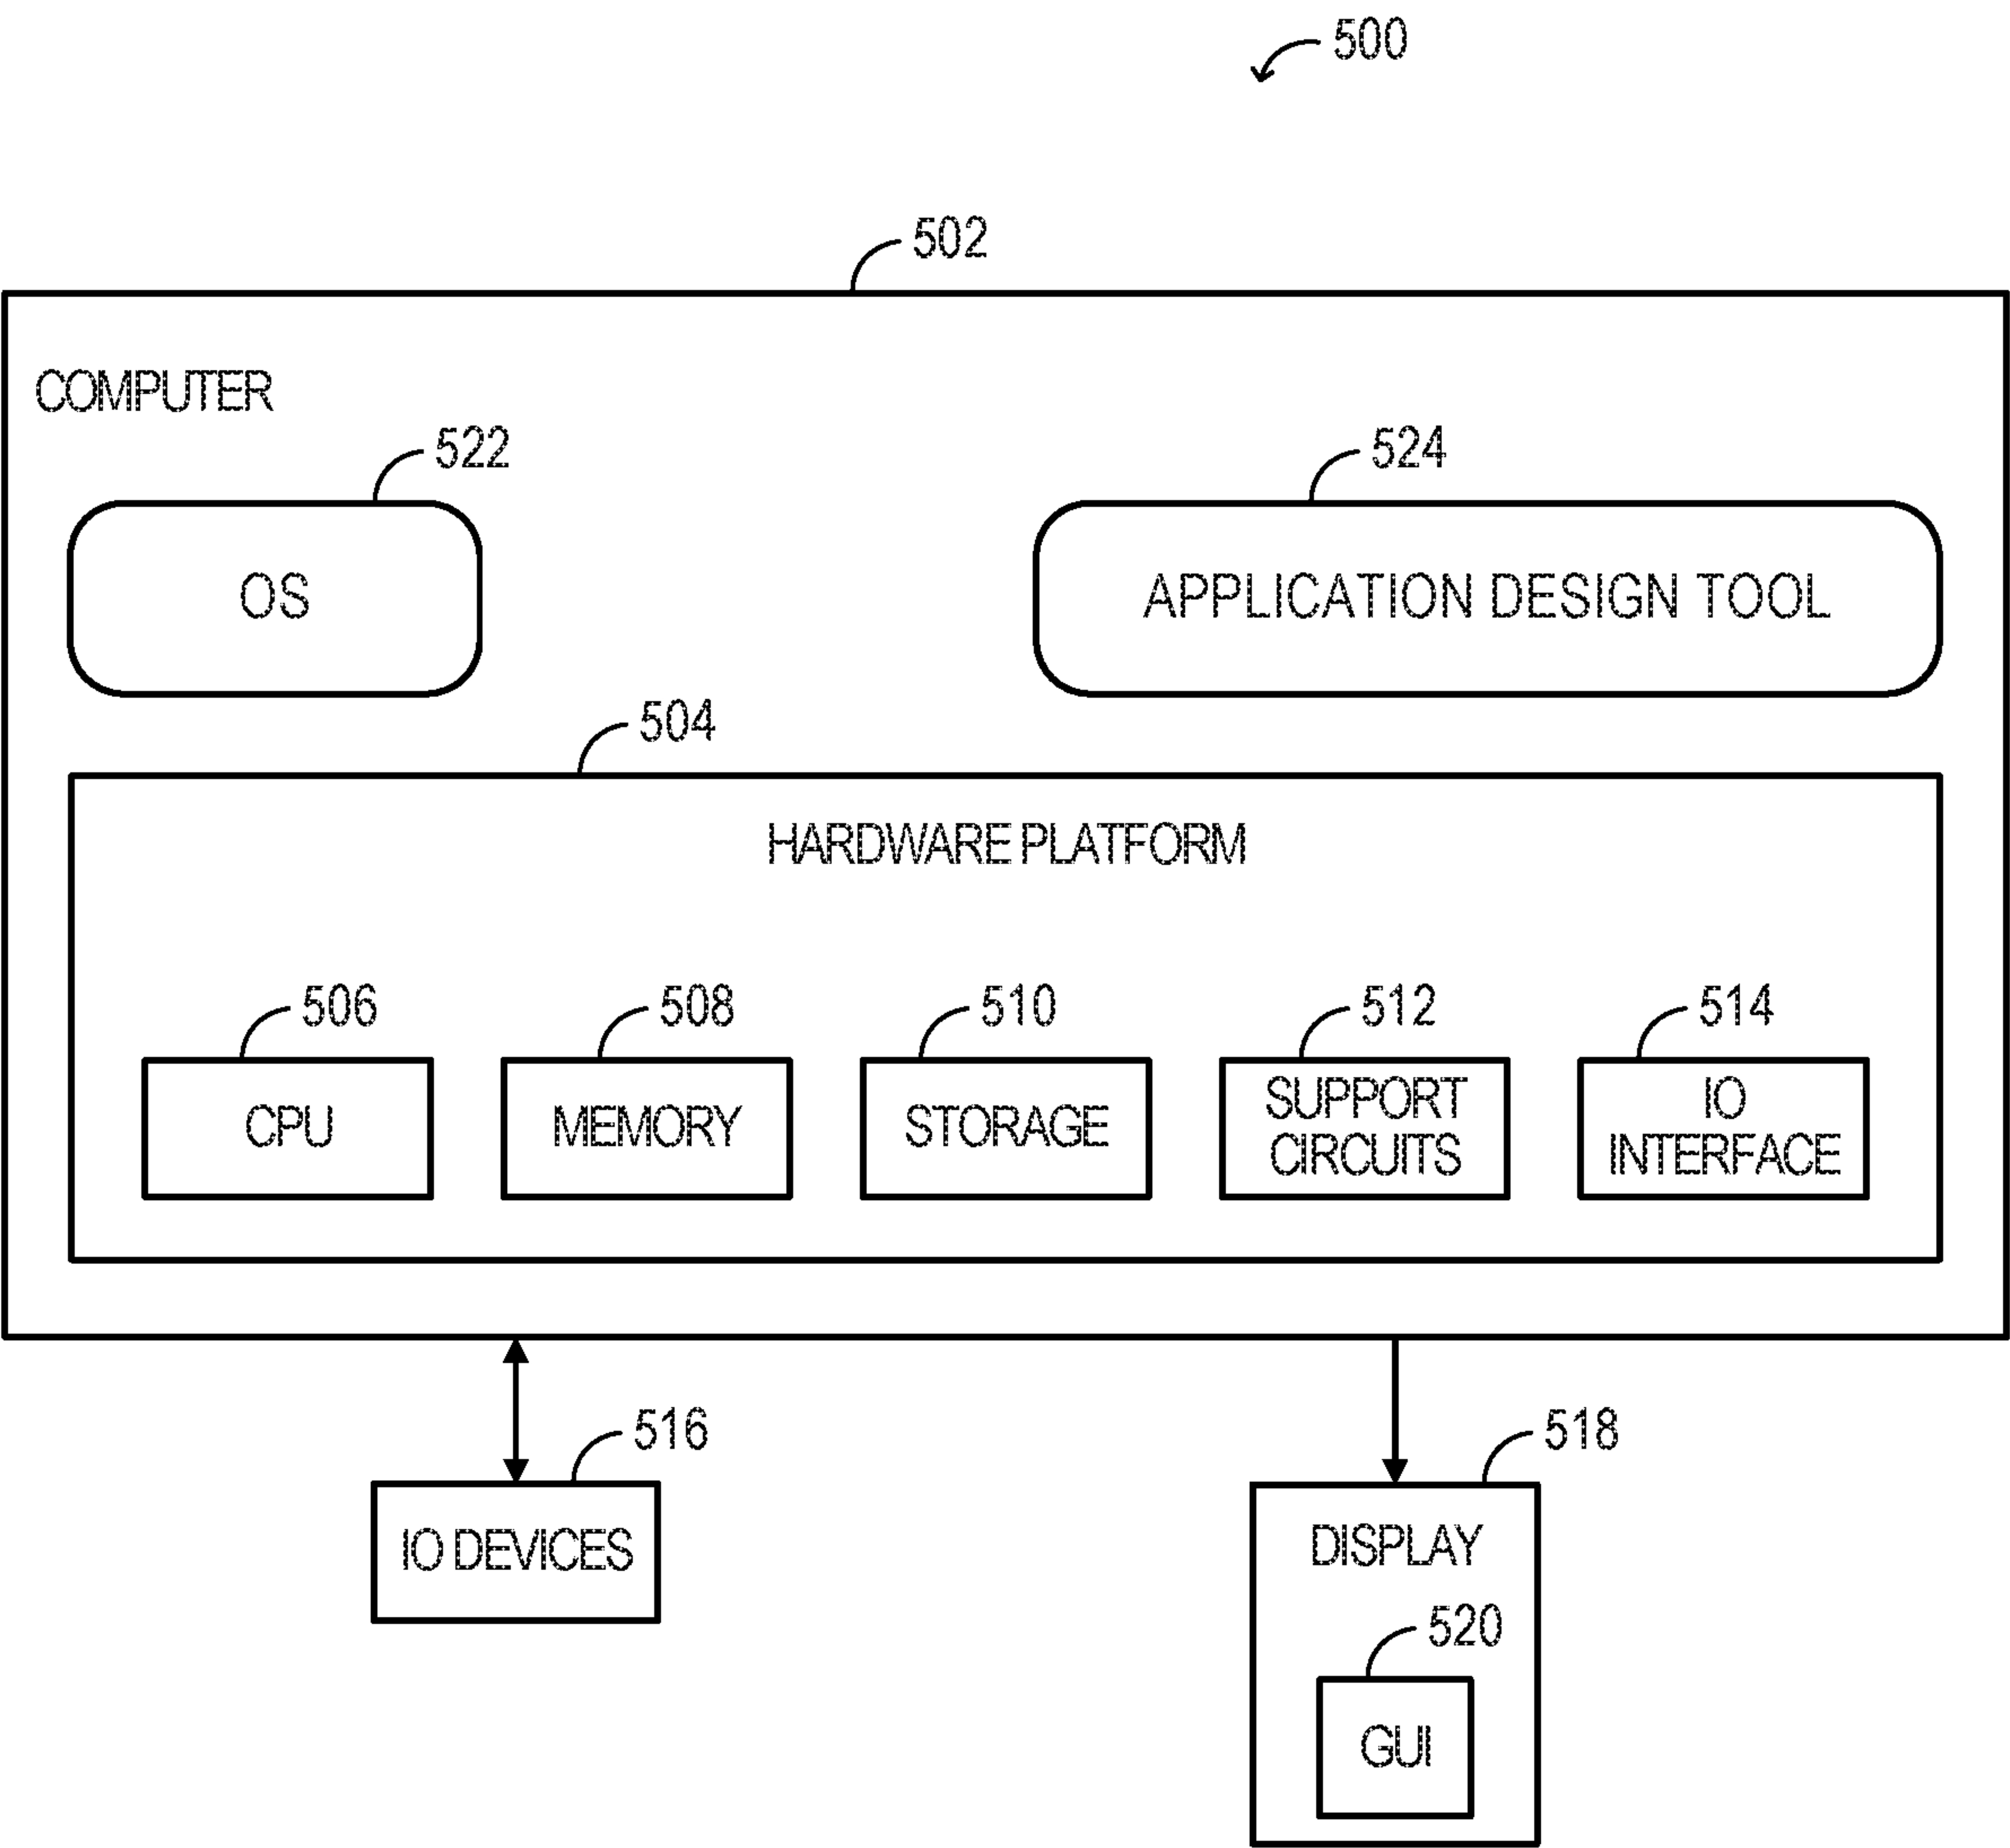 500
502
COMPUTER
522
524
OS
APPLICATION DESIGN TOOL
504
HARDWARE PLATFORM
506
508
510
512
514
CPU
MEMORY
STORAGE
SUPPORT
CIRCUITS
IO
INTERFACE
516
518
IO DEVICES
DISPLAY
520
GUI